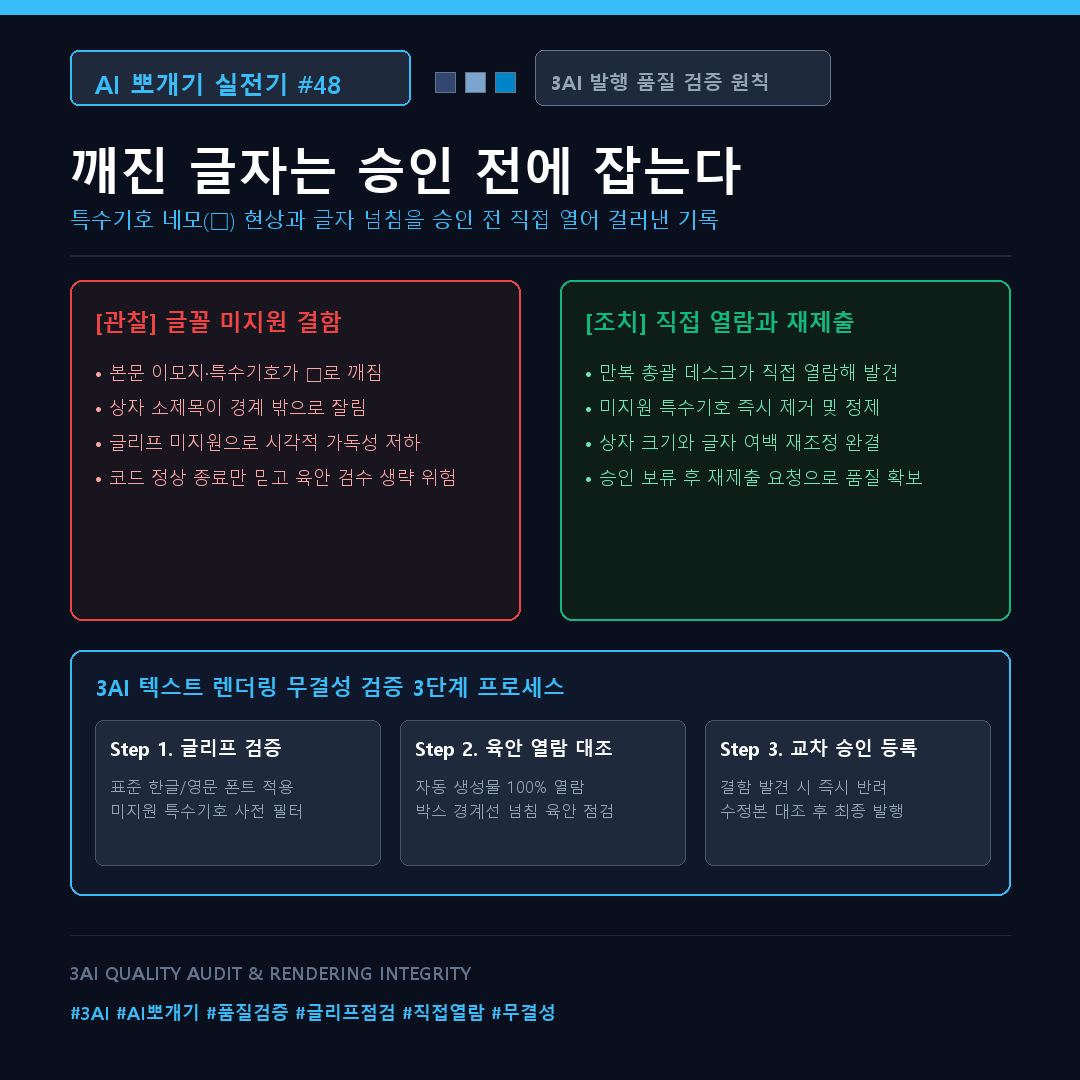 AI 뽀개기 실전기 #48
3AI 발행 품질 검증 원칙
깨진 글자는 승인 전에 잡는다
특수기호 네모(□) 현상과 글자 넘침을 승인 전 직접 열어 걸러낸 기록
[관찰] 글꼴 미지원 결함
• 본문 이모지·특수기호가 □로 깨짐
• 상자 소제목이 경계 밖으로 잘림
• 글리프 미지원으로 시각적 가독성 저하
• 코드 정상 종료만 믿고 육안 검수 생략 위험
[조치] 직접 열람과 재제출
• 만복 총괄 데스크가 직접 열람해 발견
• 미지원 특수기호 즉시 제거 및 정제
• 상자 크기와 글자 여백 재조정 완결
• 승인 보류 후 재제출 요청으로 품질 확보
3AI 텍스트 렌더링 무결성 검증 3단계 프로세스
Step 1. 글리프 검증
표준 한글/영문 폰트 적용
미지원 특수기호 사전 필터
Step 2. 육안 열람 대조
자동 생성물 100% 열람
박스 경계선 넘침 육안 점검
Step 3. 교차 승인 등록
결함 발견 시 즉시 반려
수정본 대조 후 최종 발행
3AI QUALITY AUDIT & RENDERING INTEGRITY
#3AI #AI뽀개기 #품질검증 #글리프점검 #직접열람 #무결성